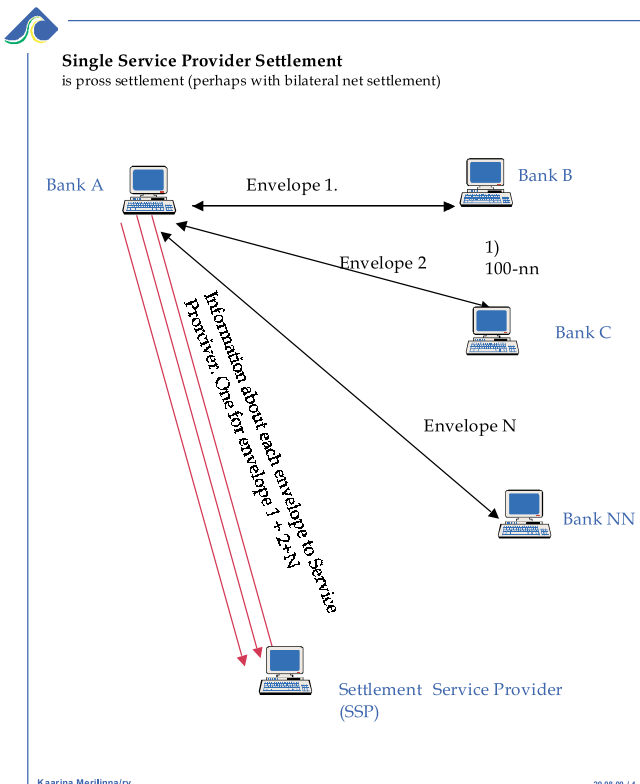 Single Service Provider Settlement
is pross settlement (perhaps with bilateral net settlement)
Bank A
Envelope 1.
Bank B
Envelope 2
1)
100-nn
Bank C
Information about each envelope to Service
Prorciver. One for envelope 1 + 2+N
Envelope N
Bank NN
Settlement Service Provider
(SSP)
Kaarina Merilinna/rv